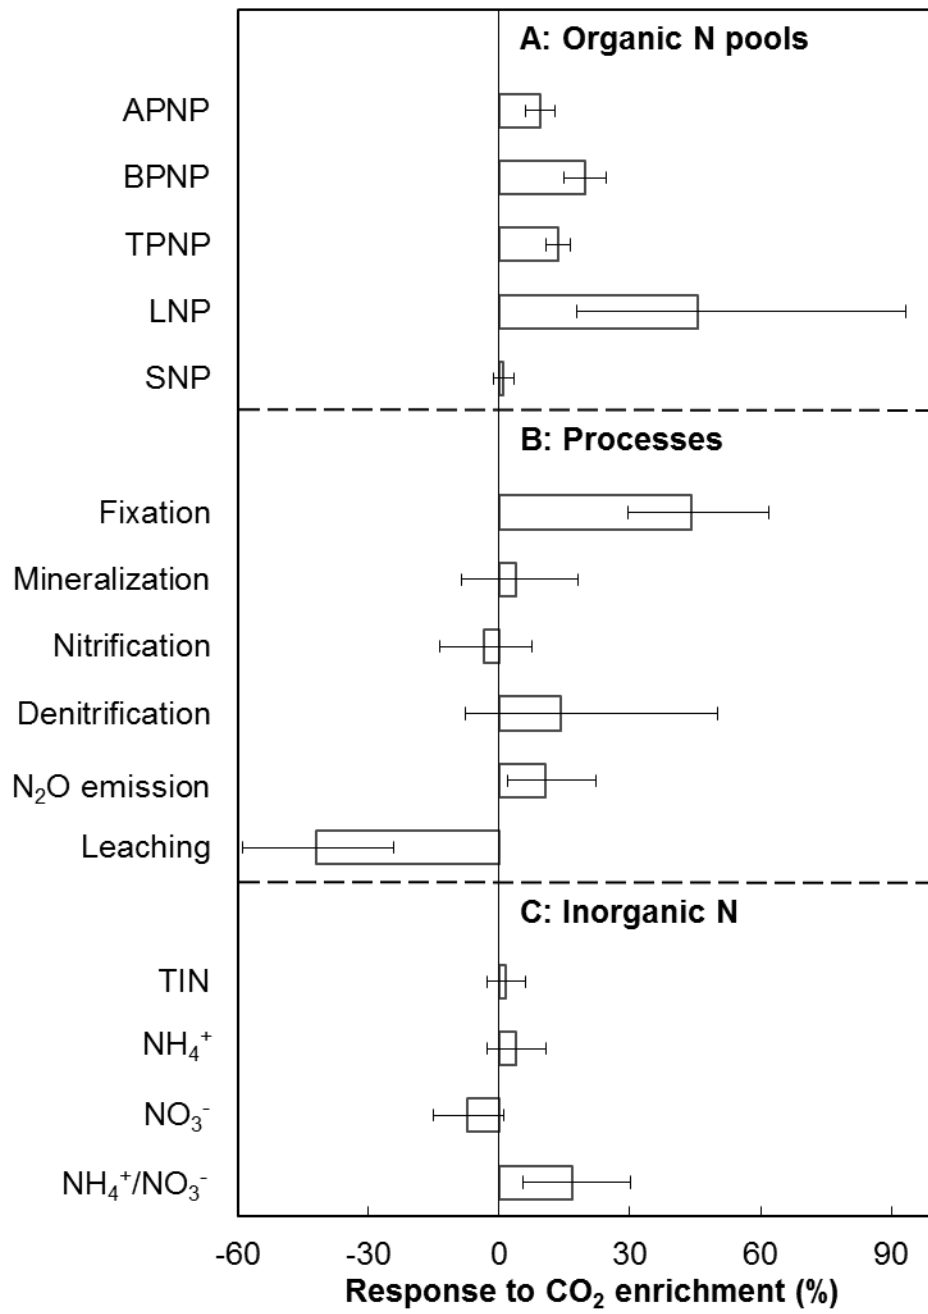 A: Organic N pools
APNP
BPNP
TPNP
LNP
SNP
B: Processes
Fixation
Mineralization
Nitrification
Denitrification
N₂O emission
Leaching
C: Inorganic N
TIN
NH₄⁺
NO₃⁻
NH₄⁺/NO₃⁻
-60 -30 0 30 60 90
Response to CO₂ enrichment (%)